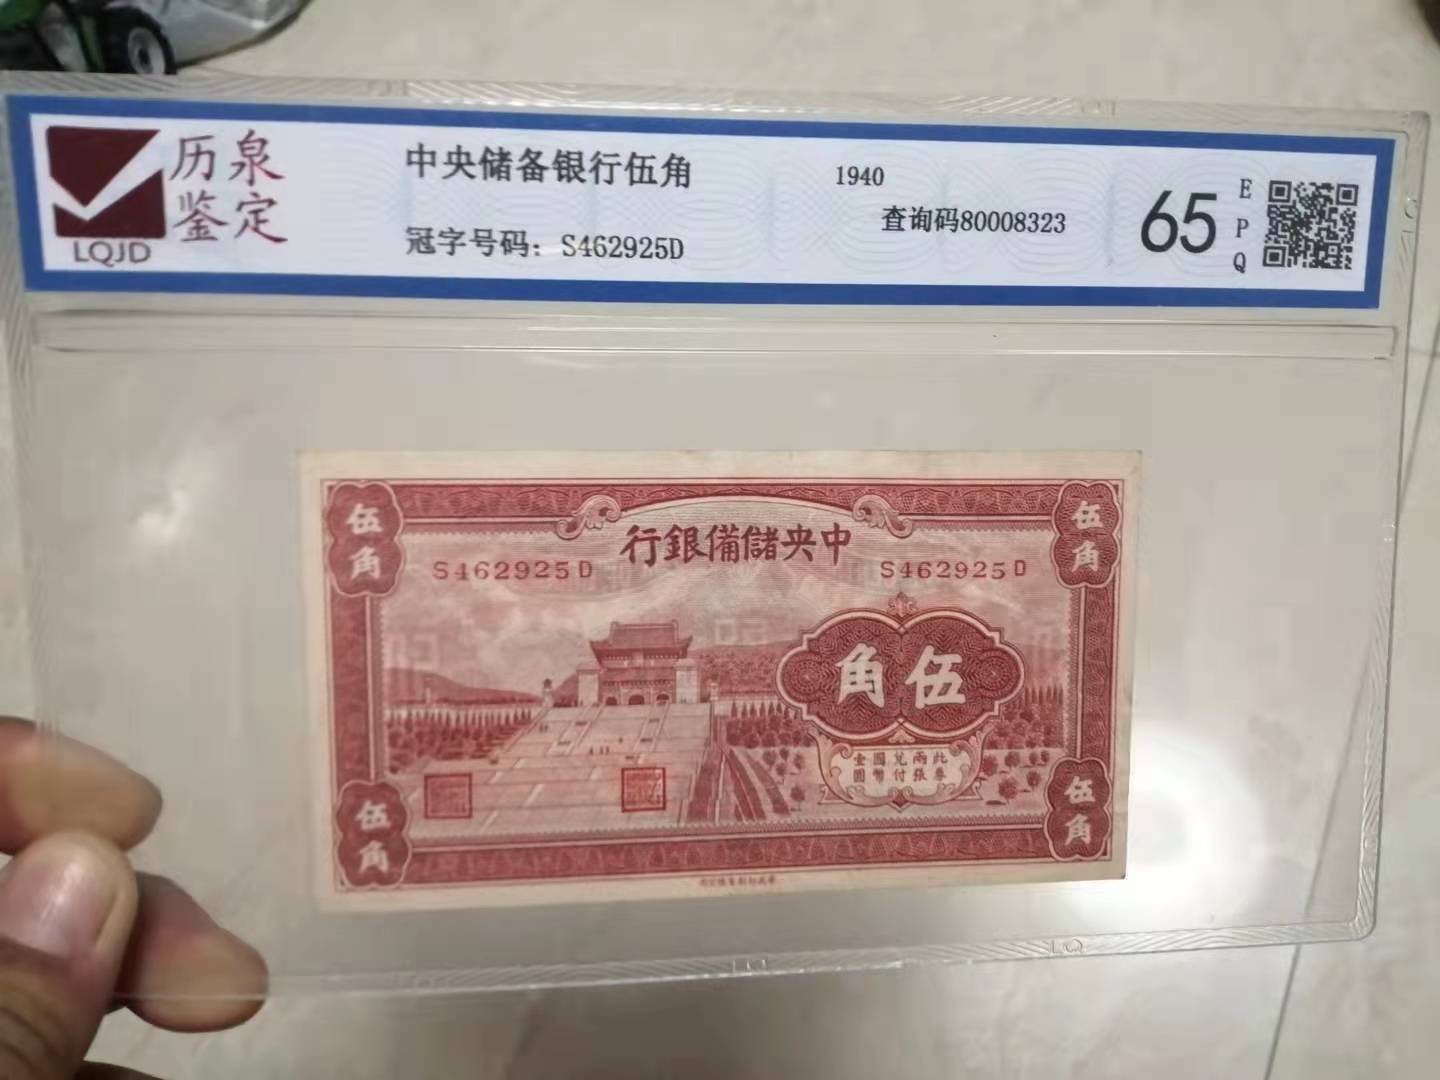 历泉
鉴定
LQJD
中央储备银行伍角
1940
冠字号码：S462925D
查询码80008323
65
E
P
Q
伍角
行銀備儲央中
伍角
S462925D
S462925D
角伍
此券
兩張
兌付
國幣
壹圓
伍角
伍角
LQ